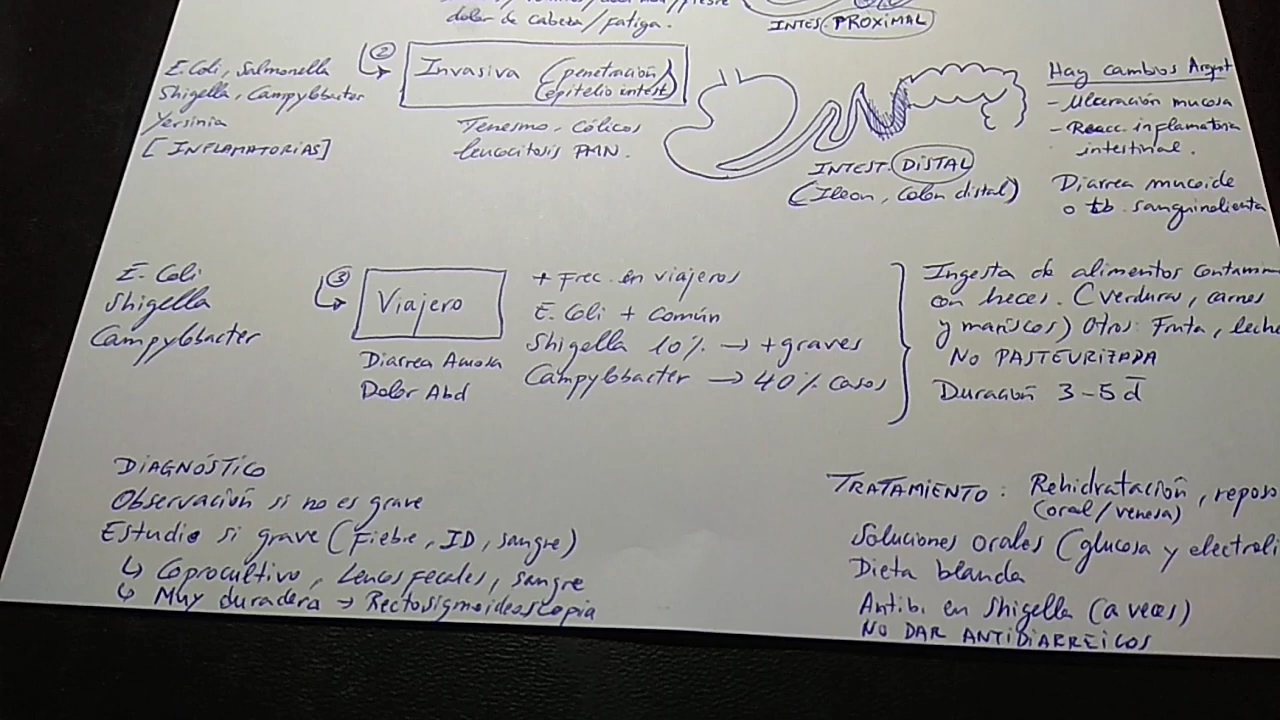 dolor de cabeza/fatiga.
INTES. PROXIMAL
E. Coli, Salmonella
Shigella, Campylobacter
Yersinia
[INFLAMATORIAS]
②
Invasiva (penetración
epitelio intest)
Tenesmo, Cólicos
leucocitosis PMN.
INTEST. DISTAL
(Ileon, Colon distal)
Hay cambios
- Ulceración mucosa
- Reacc. inflamatoria
intestinal.
Diarrea mucoide
o tb. sanguinolienta
E. Coli
Shigella
Campylobacter
③
Viajero
Diarrea Acuosa
Dolor Abd
+ Frec. en viajeros
E. Coli + Común
Shigella 10% → + graves
Campylobacter → 40% casos
Ingesta de alimentos
con heces. (verduras, carnes
y mariscos) Otros: Fruta, leche
NO PASTEURIZADA
Duración 3-5 d
DIAGNÓSTICO
Observación si no es grave
Estudio si grave (Fiebre, ID, sangre)
↳ Coprocultivo, Leucos fecales, sangre
↳ Muy duradera → Rectosigmoideoscopia
TRATAMIENTO: Rehidratación, reposo
(oral/venosa)
Soluciones orales (glucosa y
Dieta blanda
Antib. en Shigella (a veces)
NO DAR ANTIDIARREICOS